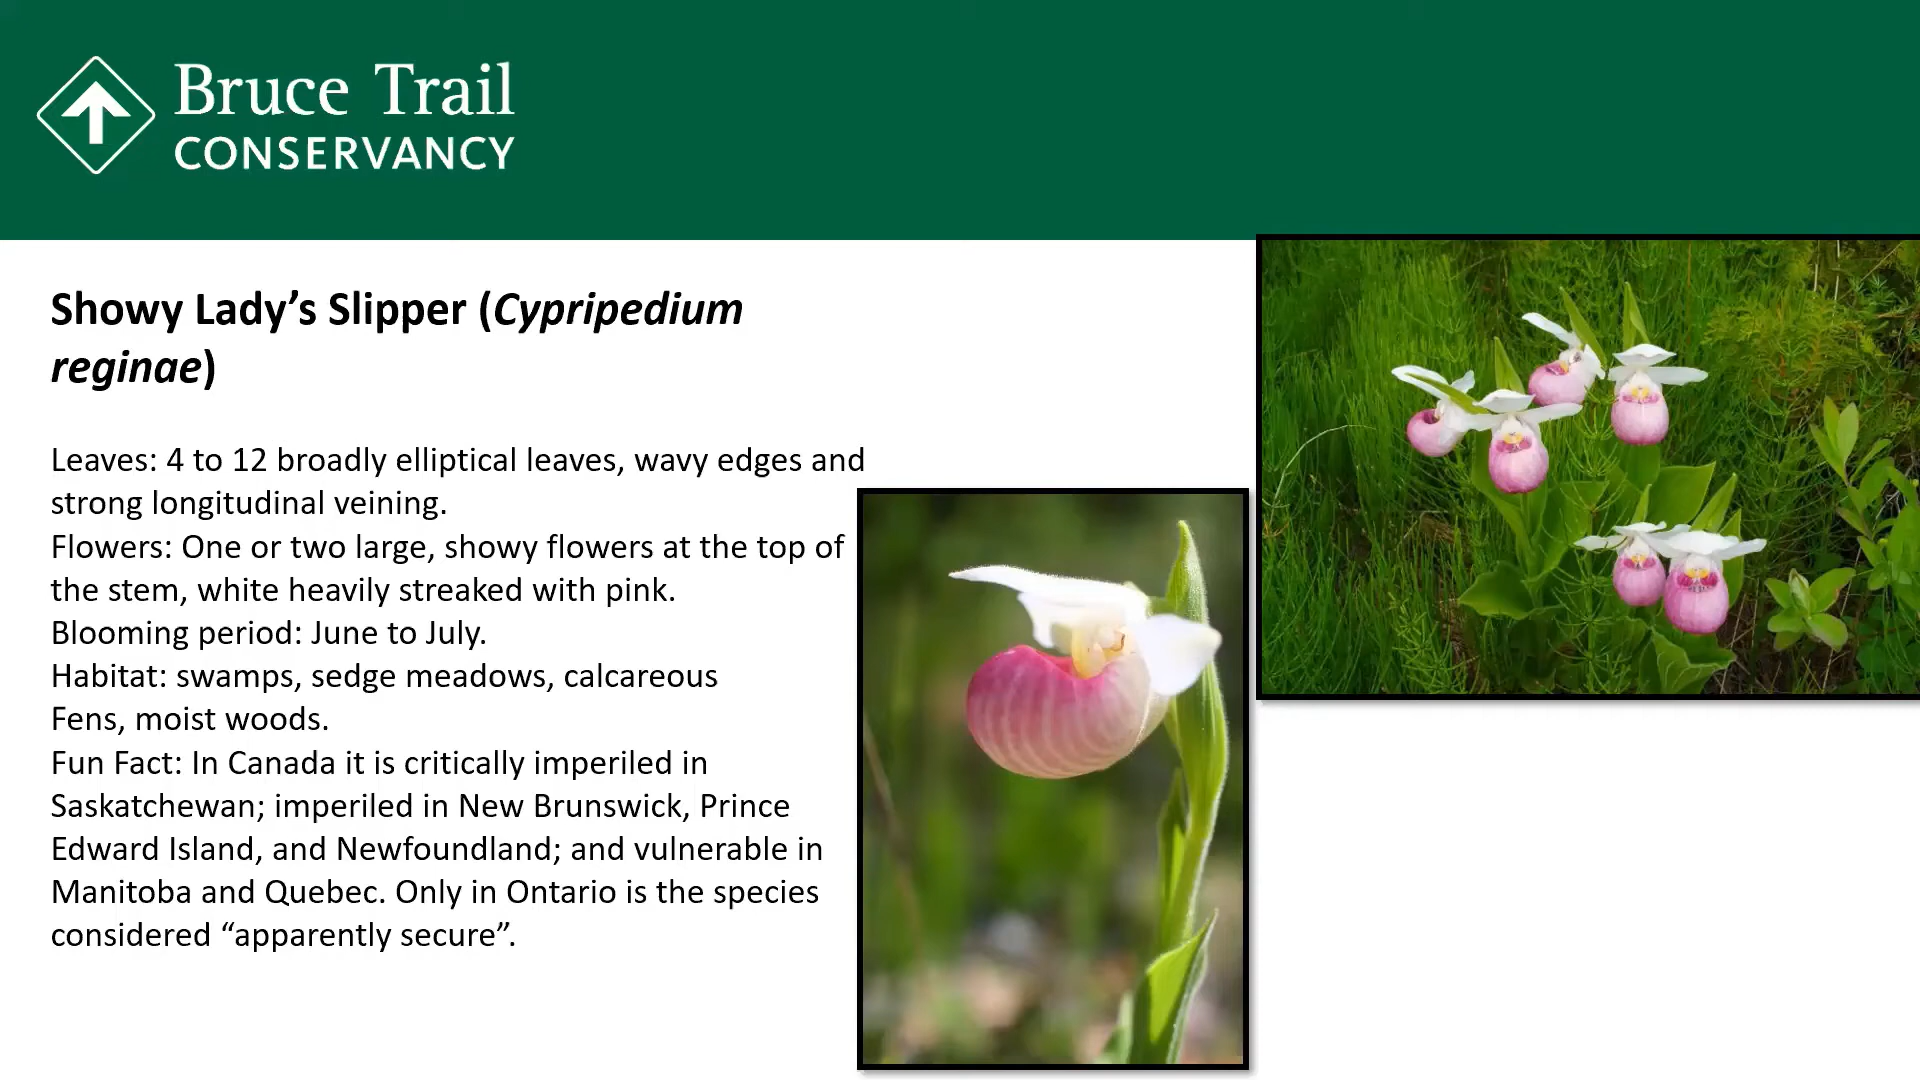 Bruce Trail
CONSERVANCY
Showy Lady’s Slipper (Cypripedium
reginae)
Leaves: 4 to 12 broadly elliptical leaves, wavy edges and
strong longitudinal veining.
Flowers: One or two large, showy flowers at the top of
the stem, white heavily streaked with pink.
Blooming period: June to July.
Habitat: swamps, sedge meadows, calcareous
Fens, moist woods.
Fun Fact: In Canada it is critically imperiled in
Saskatchewan; imperiled in New Brunswick, Prince
Edward Island, and Newfoundland; and vulnerable in
Manitoba and Quebec. Only in Ontario is the species
considered “apparently secure”.